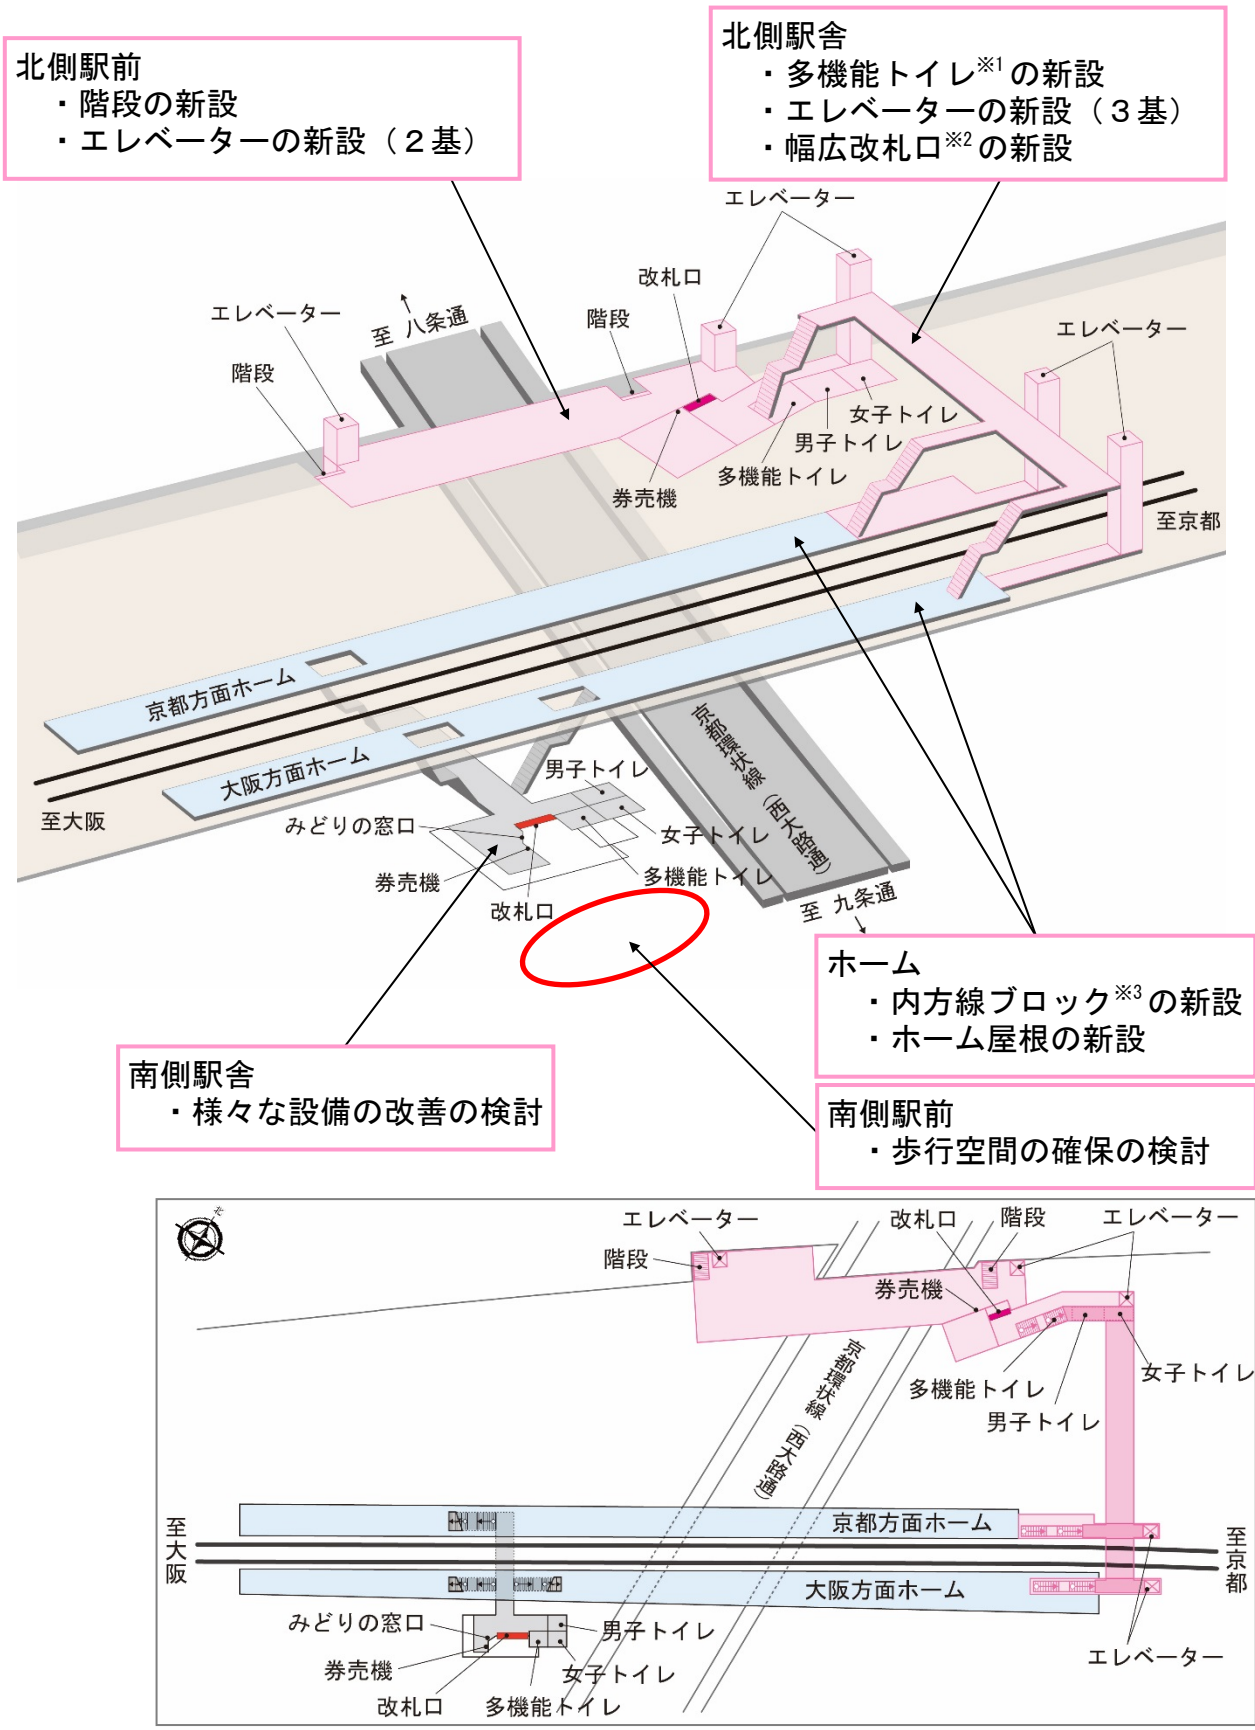 北側駅前
・階段の新設
・エレベーターの新設（２基）
北側駅舎
・多機能トイレ※1の新設
・エレベーターの新設（３基）
・幅広改札口※2の新設
エレベーター
改札口
階段
至 八条通
エレベーター
階段
エレベーター
女子トイレ
男子トイレ
多機能トイレ
券売機
至京都
京都方面ホーム
大阪方面ホーム
至大阪
京都環状線（西大路通）
男子トイレ
みどりの窓口
女子トイレ
券売機
多機能トイレ
改札口
至 九条通
ホーム
・内方線ブロック※3の新設
・ホーム屋根の新設
南側駅舎
・様々な設備の改善の検討
南側駅前
・歩行空間の確保の検討
北
エレベーター
改札口
階段
エレベーター
階段
券売機
京都環状線（西大路通）
女子トイレ
多機能トイレ
男子トイレ
至大阪
京都方面ホーム
至京都
大阪方面ホーム
みどりの窓口
男子トイレ
エレベーター
券売機
女子トイレ
改札口
多機能トイレ